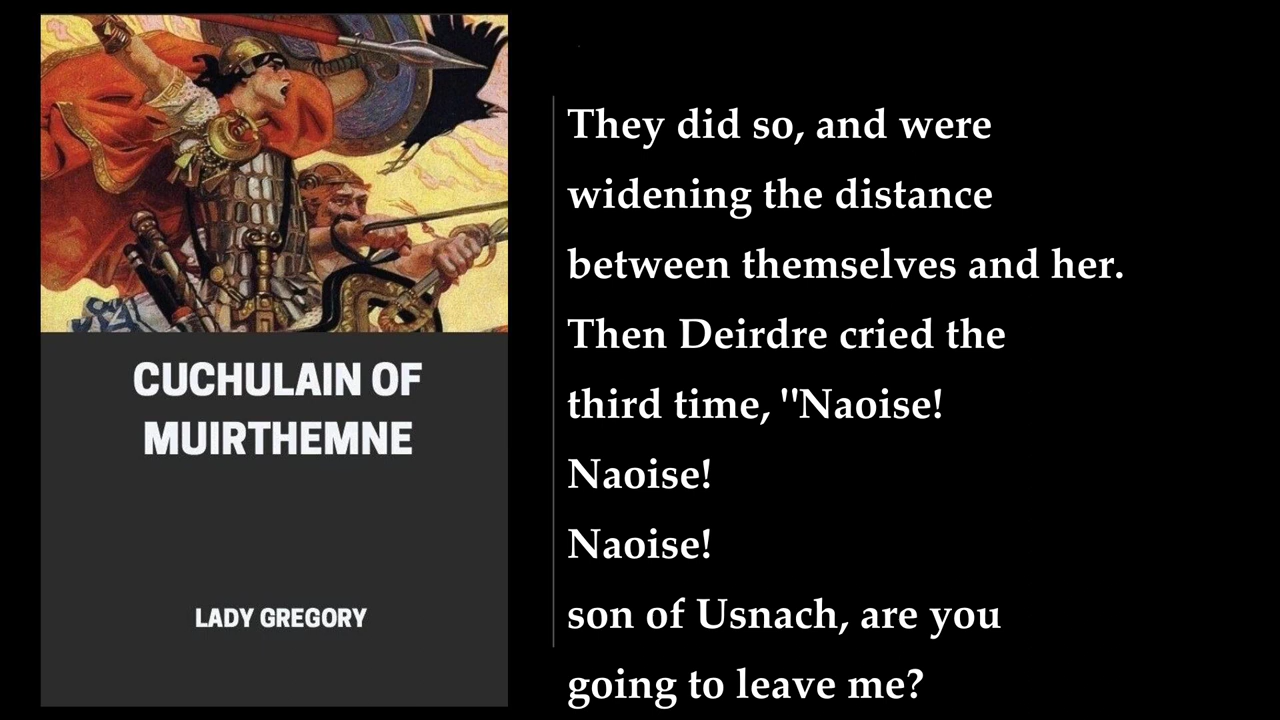 CUCHULAIN OF
MUIRTHEMNE
LADY GREGORY
They did so, and were
widening the distance
between themselves and her.
Then Deirdre cried the
third time, "Naoise!
Naoise!
Naoise!
son of Usnach, are you
going to leave me?